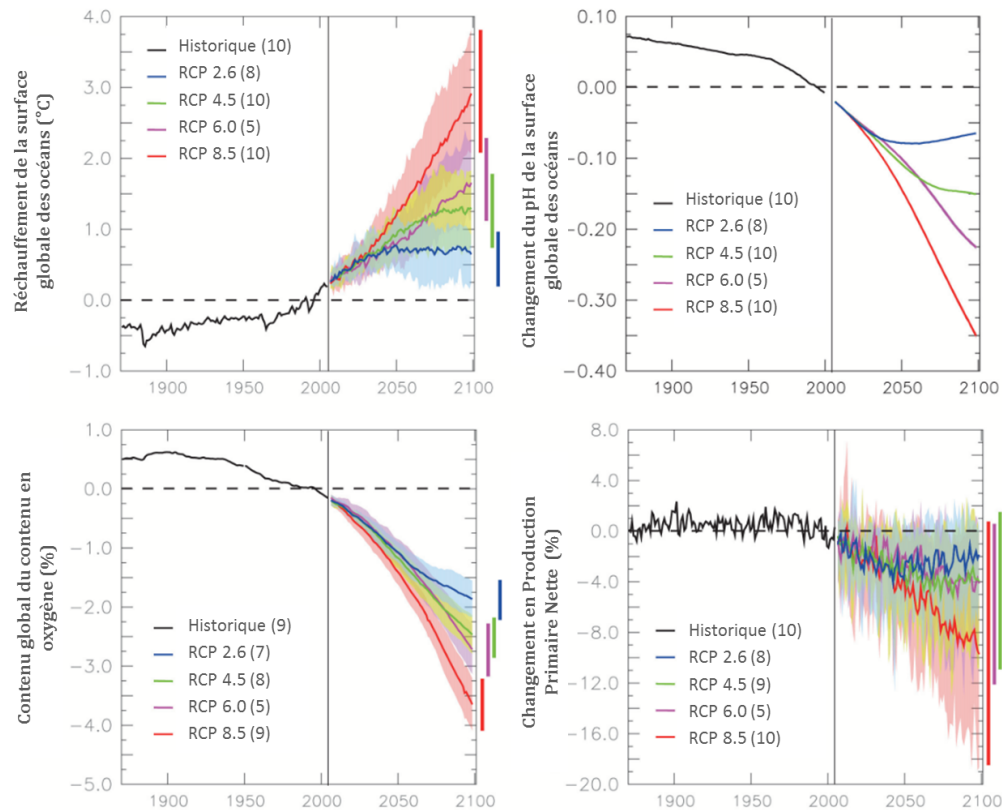 Réchauffement de la surface
globale des océans (°C)
4.0
3.0
2.0
1.0
0.0
−1.0
Historique (10)
RCP 2.6 (8)
RCP 4.5 (10)
RCP 6.0 (5)
RCP 8.5 (10)
1900
1950
2000
2050
2100
Changement du pH de la surface
globale des océans
0.10
0.00
−0.10
−0.20
−0.30
−0.40
Historique (10)
RCP 2.6 (8)
RCP 4.5 (10)
RCP 6.0 (5)
RCP 8.5 (10)
1900
1950
2000
2050
2100
Contenu global du contenu en
oxygène (%)
1.0
0.0
−1.0
−2.0
−3.0
−4.0
−5.0
Historique (9)
RCP 2.6 (7)
RCP 4.5 (8)
RCP 6.0 (5)
RCP 8.5 (9)
1900
1950
2000
2050
2100
Changement en Production
Primaire Nette (%)
8.0
4.0
0.0
−4.0
−8.0
−12.0
−16.0
−20.0
Historique (10)
RCP 2.6 (8)
RCP 4.5 (9)
RCP 6.0 (5)
RCP 8.5 (10)
1900
1950
2000
2050
2100